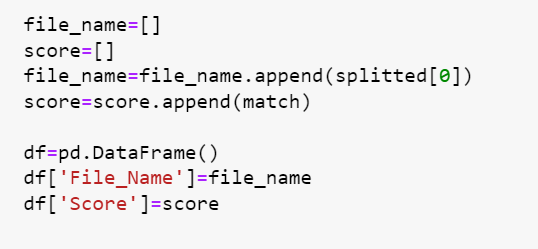 file_name=[]
score=[]
file_name=file_name.append(splitted[0])
score=score.append(match)
df=pd.DataFrame()
df['File_Name']=file_name
df['Score']=score